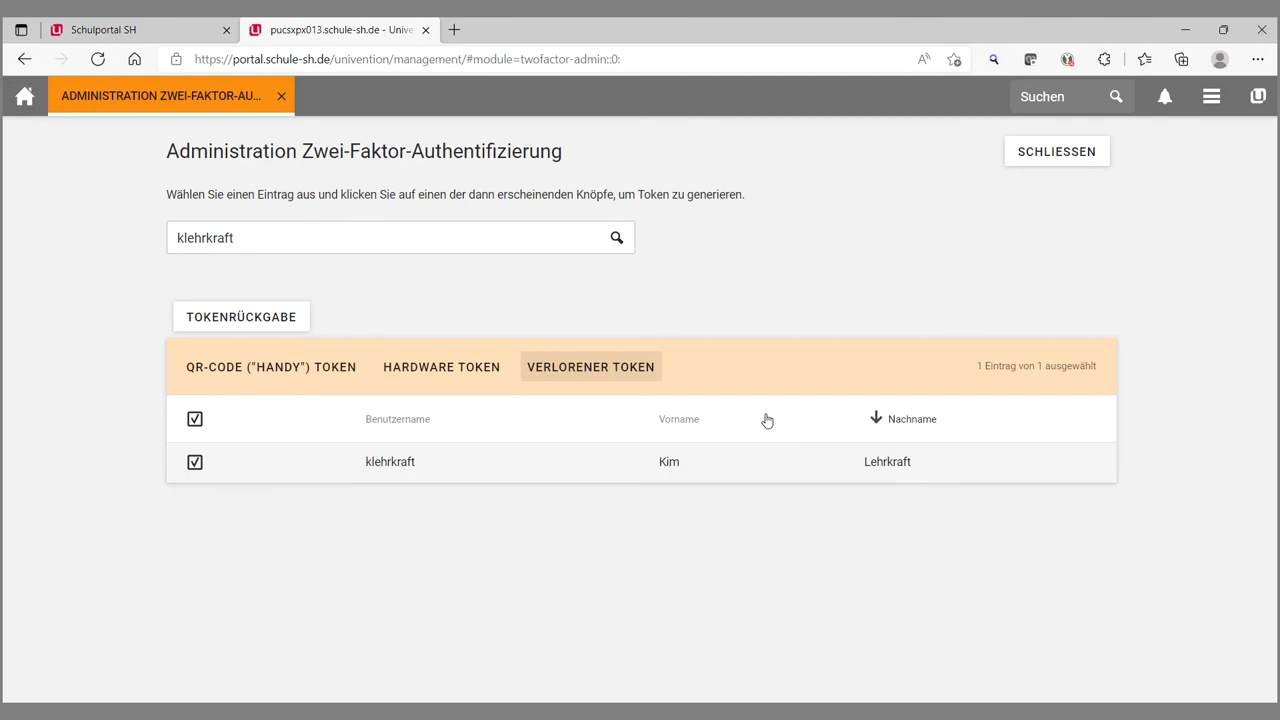 Schulportal SH
pucsxpx013.schule-sh.de - Unive
https://portal.schule-sh.de/univention/management/#module=twofactor-admin::0:
ADMINISTRATION ZWEI-FAKTOR-AU...
Suchen
Administration Zwei-Faktor-Authentifizierung
SCHLIESSEN
Wählen Sie einen Eintrag aus und klicken Sie auf einen der dann erscheinenden Knöpfe, um Token zu generieren.
klehrkraft
TOKENRÜCKGABE
QR-CODE ("HANDY") TOKEN HARDWARE TOKEN VERLORENER TOKEN 1 Eintrag von 1 ausgewählt
Benutzername Vorname Nachname
klehrkraft Kim Lehrkraft